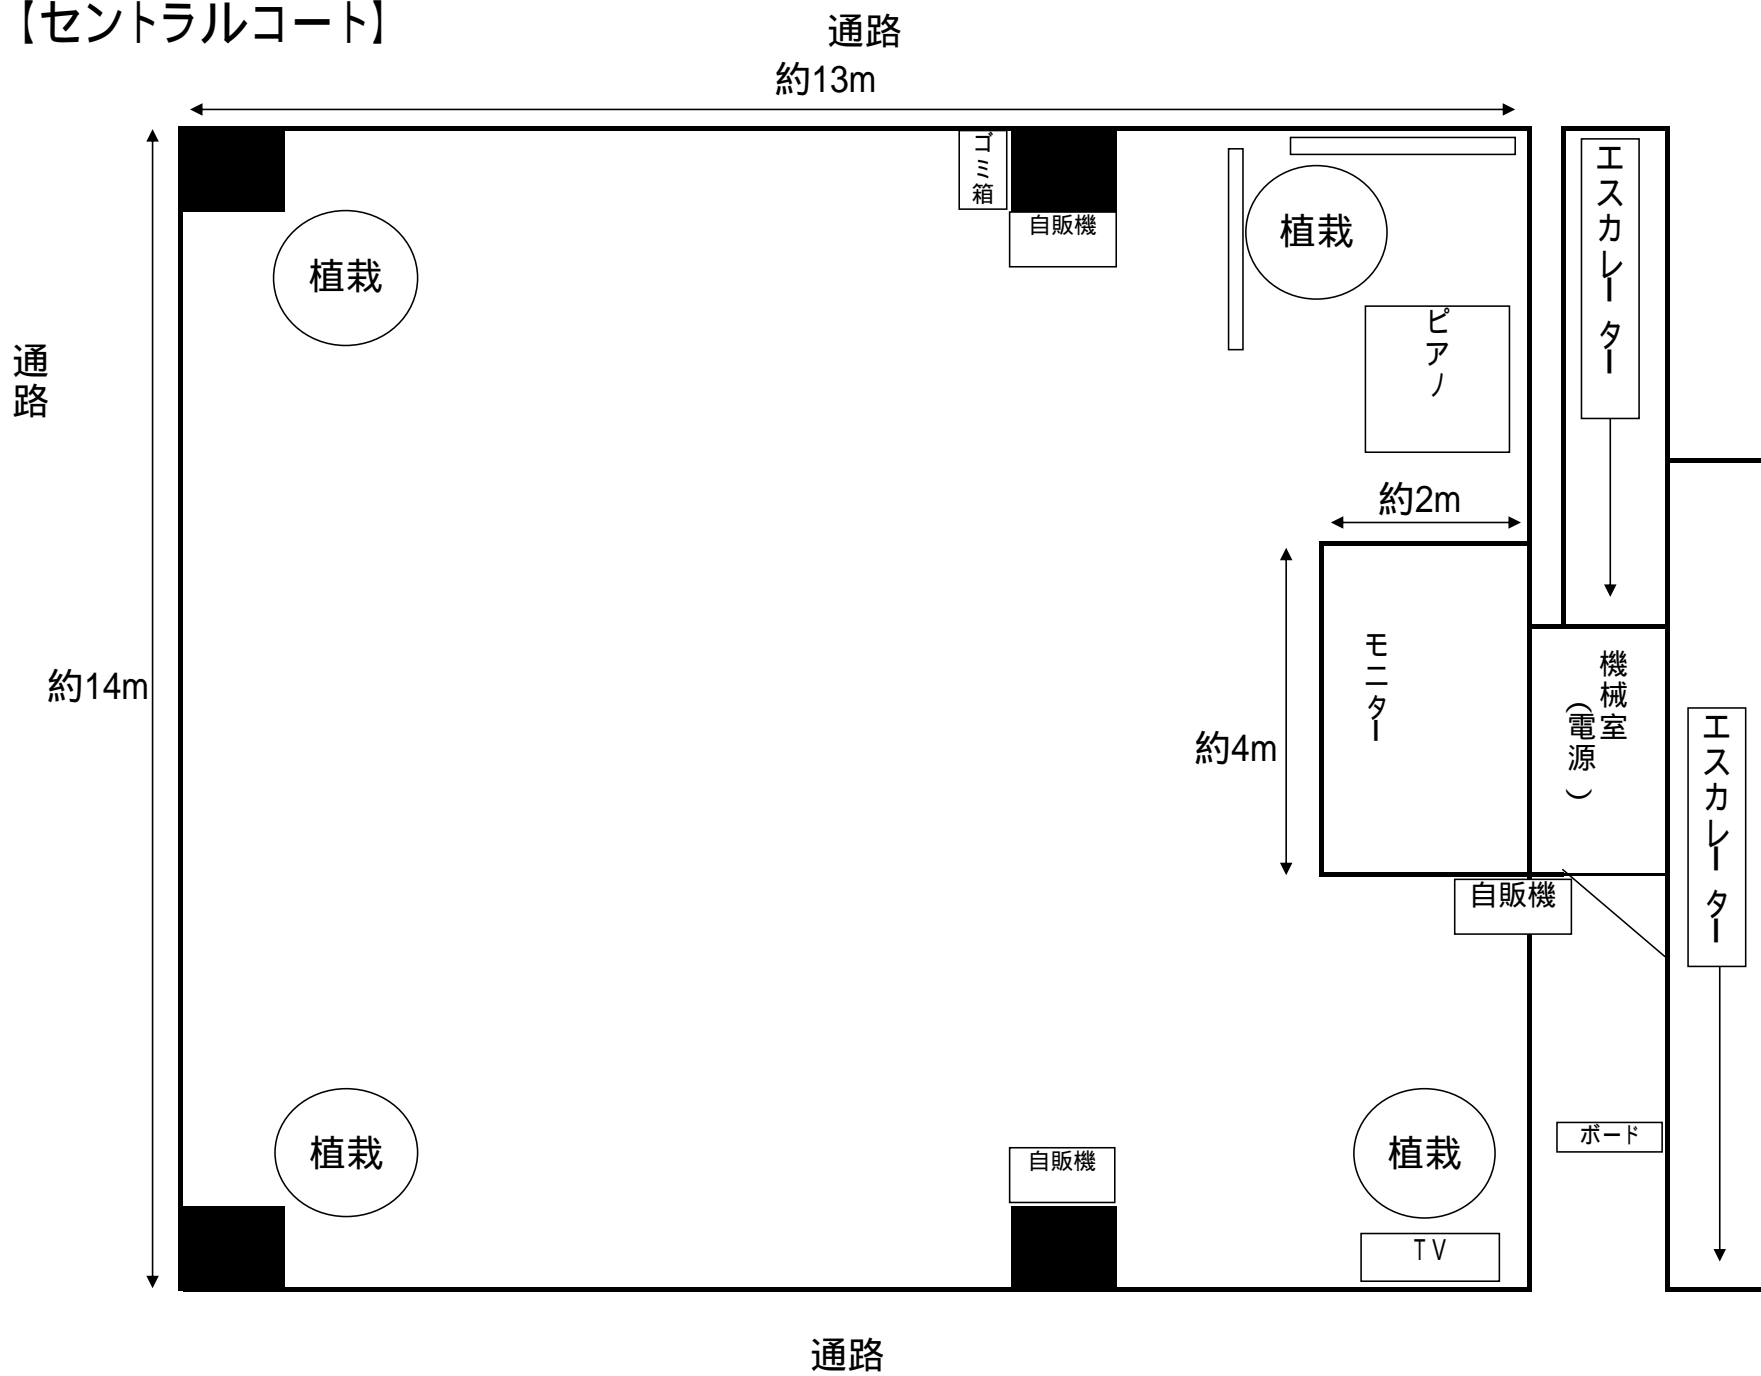 【セントラルコート】
通路
約13m
ゴミ箱
自販機
植栽
植栽
ピアノ
エスカレーター
通路
約2m
約14m
モニター
約4m
機械室
（電源）
エスカレーター
自販機
植栽
自販機
植栽
ボード
ＴＶ
通路